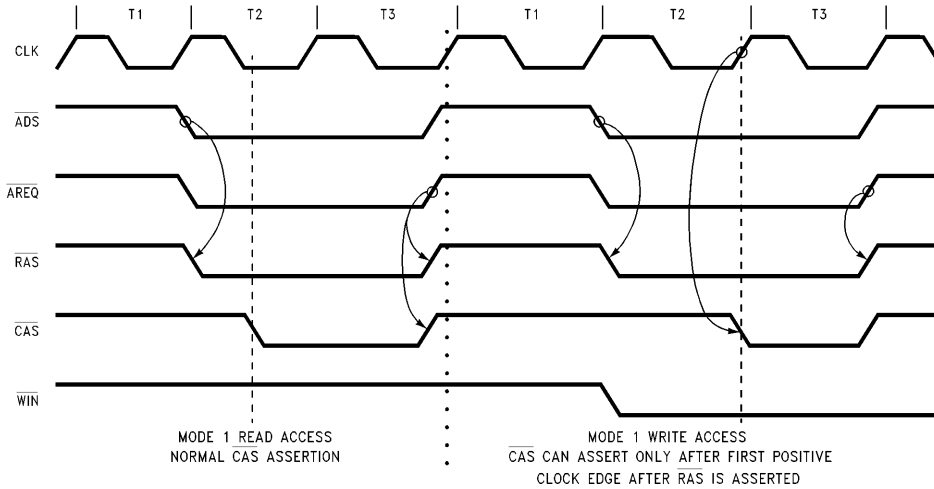 T1 T2 T3 T1 T2 T3
CLK
ADS
AREQ
RAS
CAS
WIN
MODE 1 READ ACCESS
NORMAL CAS ASSERTION
MODE 1 WRITE ACCESS
CAS CAN ASSERT ONLY AFTER FIRST POSITIVE
CLOCK EDGE AFTER RAS IS ASSERTED